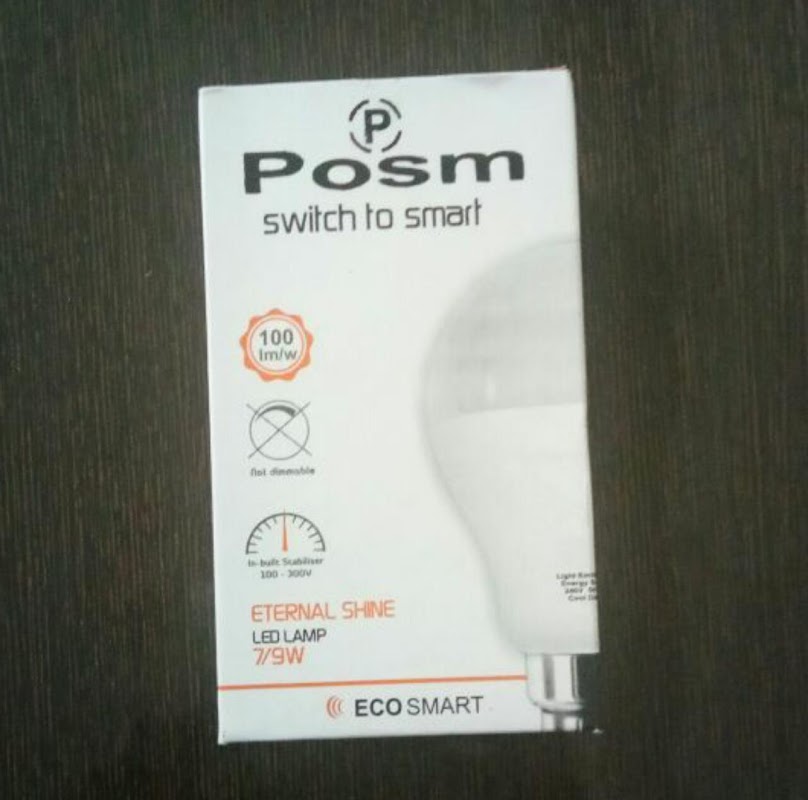 P
Posm
switch to smart
100
lm/w
Not dimmable
In-built Stabiliser
100 - 300V
ETERNAL SHINE
LED LAMP
7/9W
ECO SMART